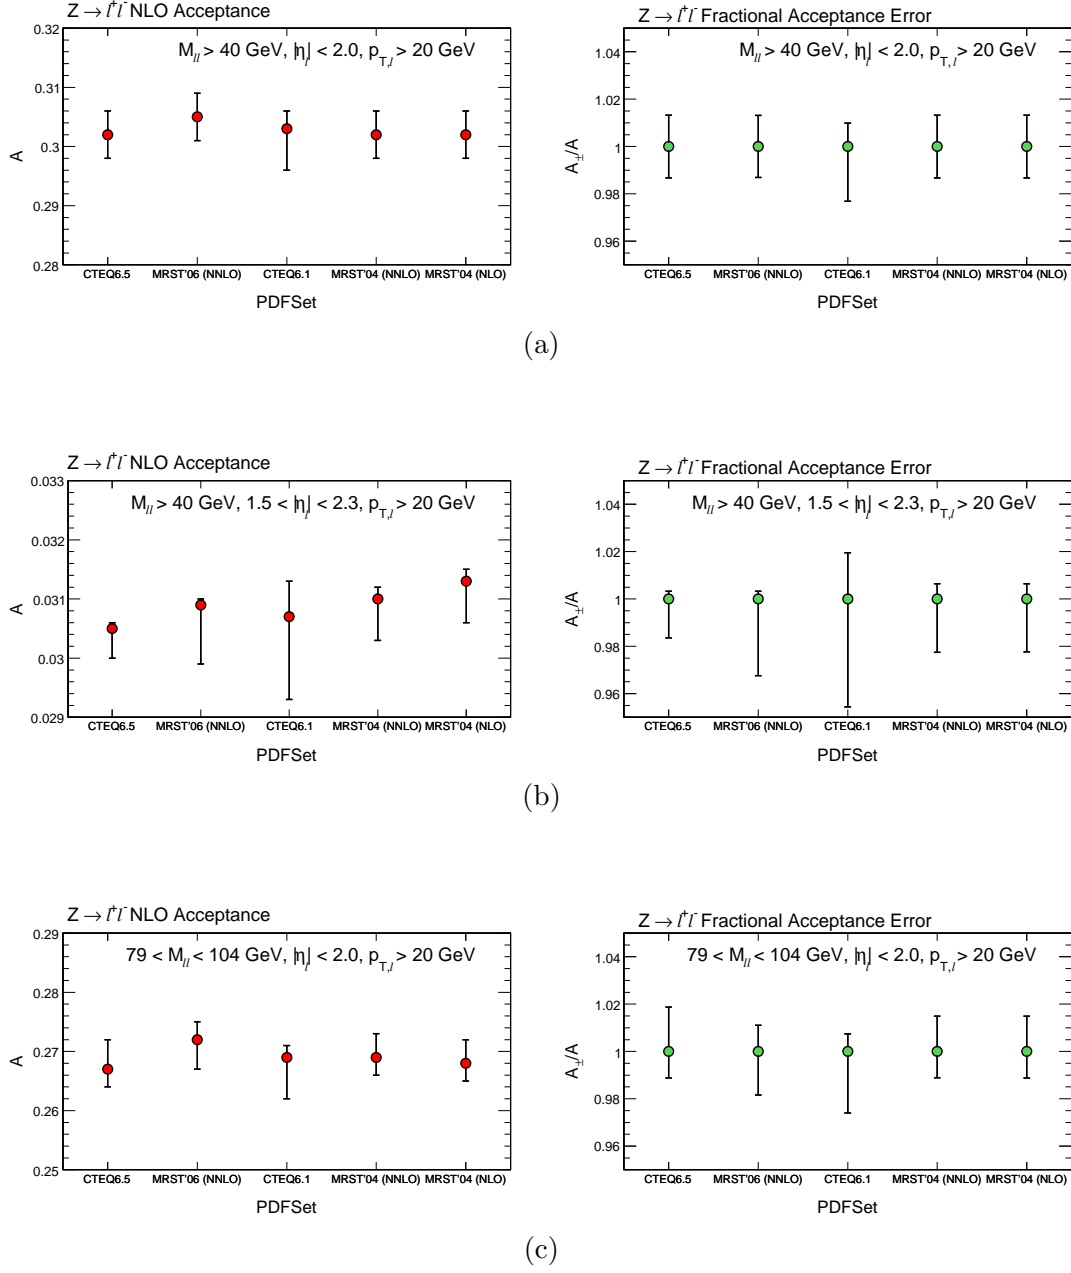 Z → l⁺l⁻ NLO Acceptance
M_ll > 40 GeV, |η_l| < 2.0, p_T,l > 20 GeV
0.32
0.31
0.3
0.29
0.28
A
CTEQ6.5 MRST'06 (NNLO) CTEQ6.1 MRST'04 (NNLO) MRST'04 (NLO)
PDFSet
Z → l⁺l⁻ Fractional Acceptance Error
M_ll > 40 GeV, |η_l| < 2.0, p_T,l > 20 GeV
1.04
1.02
1
0.98
0.96
A±/A
CTEQ6.5 MRST'06 (NNLO) CTEQ6.1 MRST'04 (NNLO) MRST'04 (NLO)
PDFSet
(a)
Z → l⁺l⁻ NLO Acceptance
M_ll > 40 GeV, 1.5 < |η_l| < 2.3, p_T,l > 20 GeV
0.033
0.032
0.031
0.03
0.029
A
CTEQ6.5 MRST'06 (NNLO) CTEQ6.1 MRST'04 (NNLO) MRST'04 (NLO)
PDFSet
Z → l⁺l⁻ Fractional Acceptance Error
M_ll > 40 GeV, 1.5 < |η_l| < 2.3, p_T,l > 20 GeV
1.04
1.02
1
0.98
0.96
A±/A
CTEQ6.5 MRST'06 (NNLO) CTEQ6.1 MRST'04 (NNLO) MRST'04 (NLO)
PDFSet
(b)
Z → l⁺l⁻ NLO Acceptance
79 < M_ll < 104 GeV, |η_l| < 2.0, p_T,l > 20 GeV
0.29
0.28
0.27
0.26
0.25
A
CTEQ6.5 MRST'06 (NNLO) CTEQ6.1 MRST'04 (NNLO) MRST'04 (NLO)
PDFSet
Z → l⁺l⁻ Fractional Acceptance Error
79 < M_ll < 104 GeV, |η_l| < 2.0, p_T,l > 20 GeV
1.04
1.02
1
0.98
0.96
A±/A
CTEQ6.5 MRST'06 (NNLO) CTEQ6.1 MRST'04 (NNLO) MRST'04 (NLO)
PDFSet
(c)